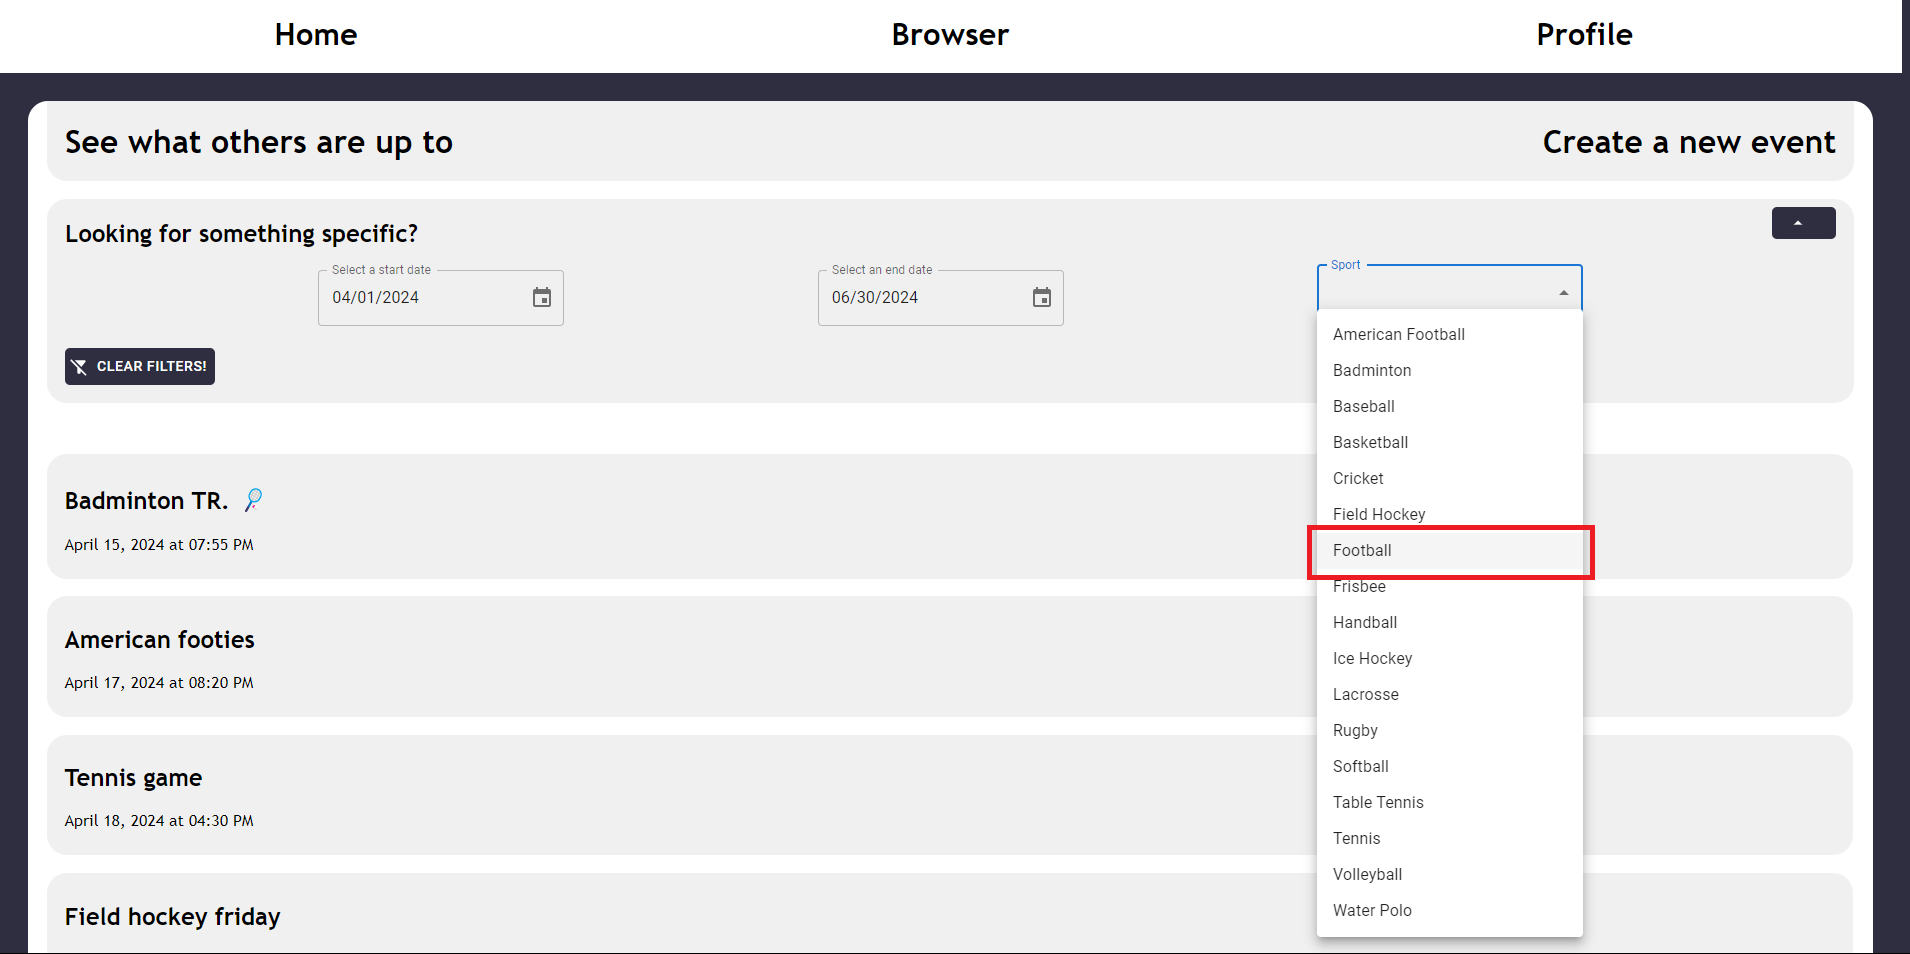 Home Browser Profile
See what others are up to Create a new event
Looking for something specific?
Select a start date Select an end date Sport
04/01/2024 06/30/2024
CLEAR FILTERS!
American Football
Badminton
Baseball
Basketball
Cricket
Field Hockey
Football
Frisbee
Handball
Ice Hockey
Lacrosse
Rugby
Softball
Table Tennis
Tennis
Volleyball
Water Polo
Badminton TR.
April 15, 2024 at 07:55 PM
American footies
April 17, 2024 at 08:20 PM
Tennis game
April 18, 2024 at 04:30 PM
Field hockey friday